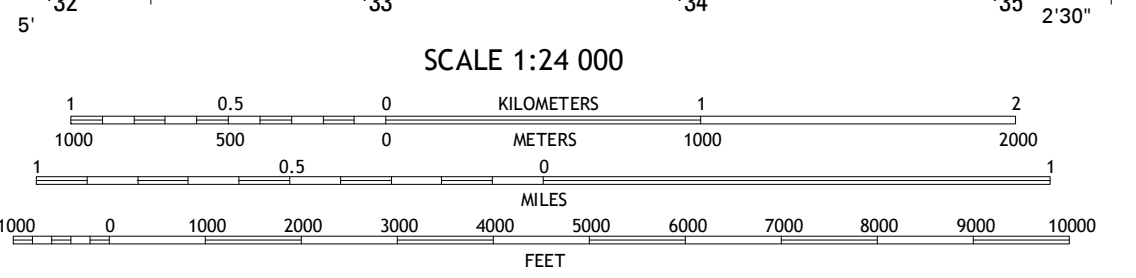 32 33 34 35
5' 2'30"
SCALE 1:24 000
1 0.5 0 KILOMETERS 1 2
1000 500 0 METERS 1000 2000
1 0.5 0 1
MILES
1000 0 1000 2000 3000 4000 5000 6000 7000 8000 9000 10000
FEET